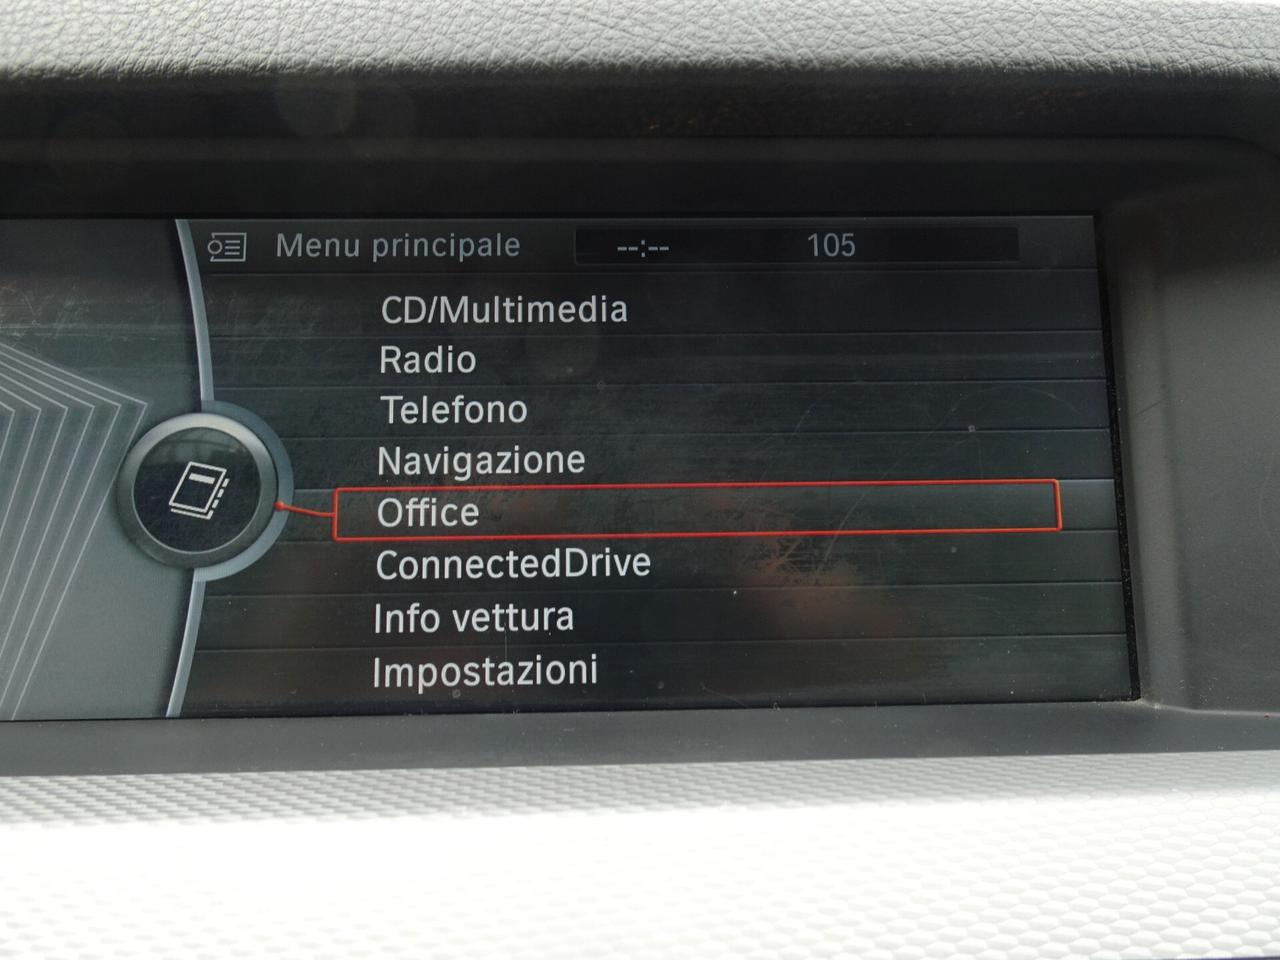 Menu principale --:-- 105
CD/Multimedia
Radio
Telefono
Navigazione
Office
ConnectedDrive
Info vettura
Impostazioni